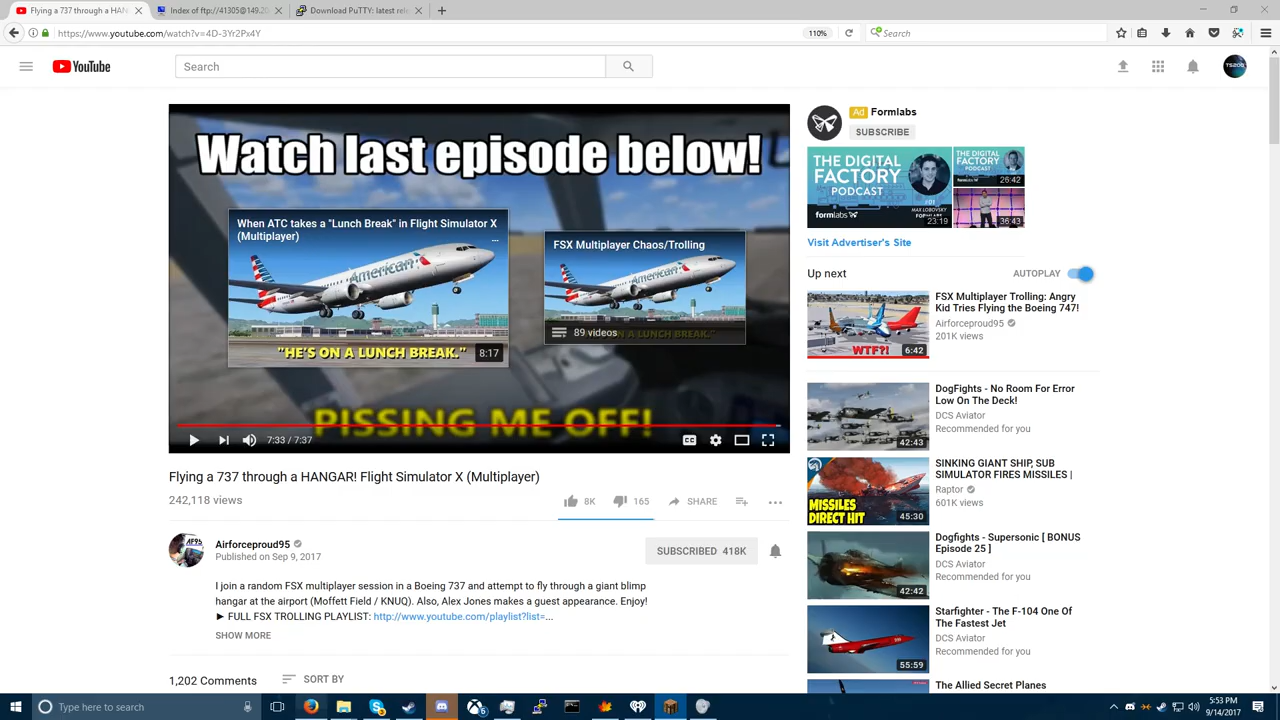 Flying a 737 through a HANGAR
Index of ftp://41305@149.20
Download PuTTY: latest rele
https://www.youtube.com/watch?v=4D-3Yr2Px4Y
110%
Search
YouTube
Search
TS200
Watch last episode below!
When ATC takes a "Lunch Break" in Flight Simulator X
(Multiplayer)
...
American
"HE'S ON A LUNCH BREAK."
8:17
FSX Multiplayer Chaos/Trolling
American
89 videos
PISSING ME OFF!
7:33 / 7:37
CC
Flying a 737 through a HANGAR! Flight Simulator X (Multiplayer)
242,118 views
8K
165
SHARE
Airforceproud95
Published on Sep 9, 2017
SUBSCRIBED 418K
I join a random FSX multiplayer session in a Boeing 737 and attempt to fly through a giant blimp
hangar at the airport (Moffett Field / KNUQ). Also, Alex Jones makes a guest appearance. Enjoy!
► FULL FSX TROLLING PLAYLIST: http://www.youtube.com/playlist?list=...
SHOW MORE
1,202 Comments
SORT BY
Ad Formlabs
SUBSCRIBE
THE DIGITAL
FACTORY
PODCAST
#01
MAX LOBOVSKY
formlabs
23:19
THE DIGITAL
FACTORY
PODCAST
26:42
36:43
Visit Advertiser's Site
Up next
AUTOPLAY
FSX Multiplayer Trolling: Angry
Kid Tries Flying the Boeing 747!
Airforceproud95
201K views
WTF?!
6:42
DogFights - No Room For Error
Low On The Deck!
DCS Aviator
Recommended for you
42:43
SINKING GIANT SHIP, SUB
SIMULATOR FIRES MISSILES |
Raptor
601K views
MISSILES
DIRECT HIT
45:30
Dogfights - Supersonic [ BONUS
Episode 25 ]
DCS Aviator
Recommended for you
42:42
Starfighter - The F-104 One Of
The Fastest Jet
DCS Aviator
Recommended for you
55:59
The Allied Secret Planes
Type here to search
5:53 PM
9/14/2017